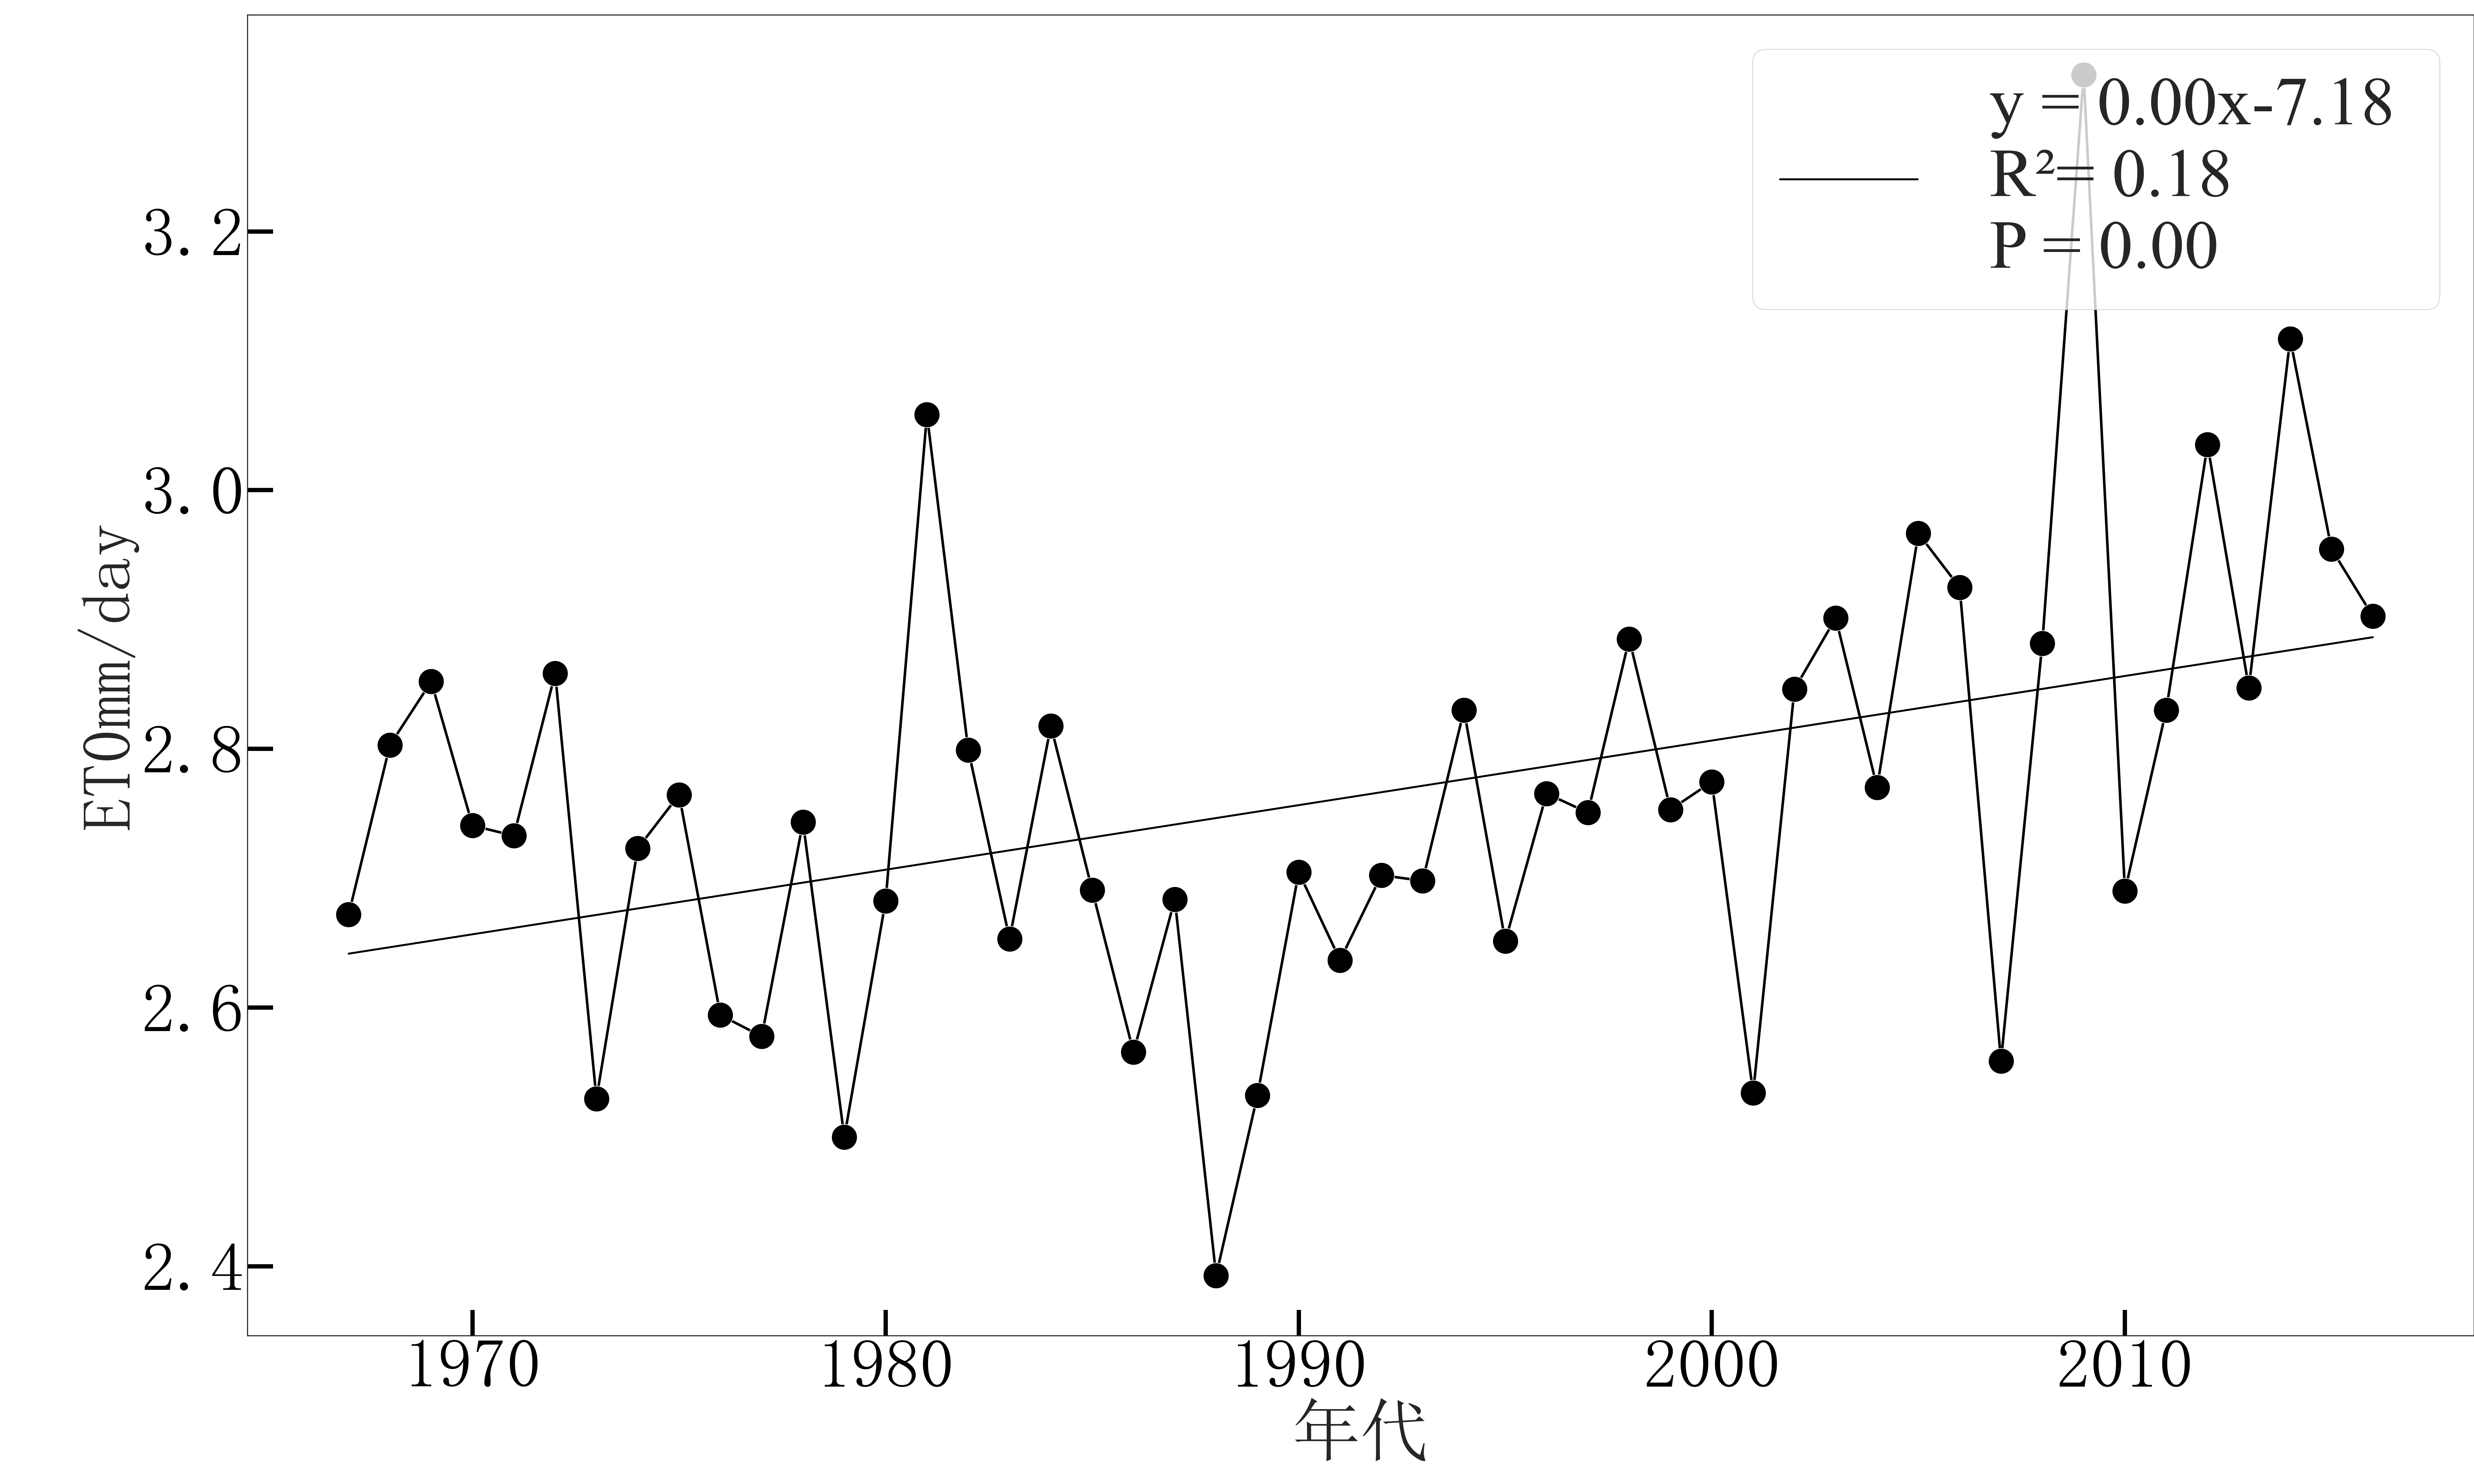 y = 0.00x-7.18
R²= 0.18
P = 0.00
3.2
3.0
2.8
2.6
2.4
ET0mm/day
1970 1980 1990 2000 2010
年代